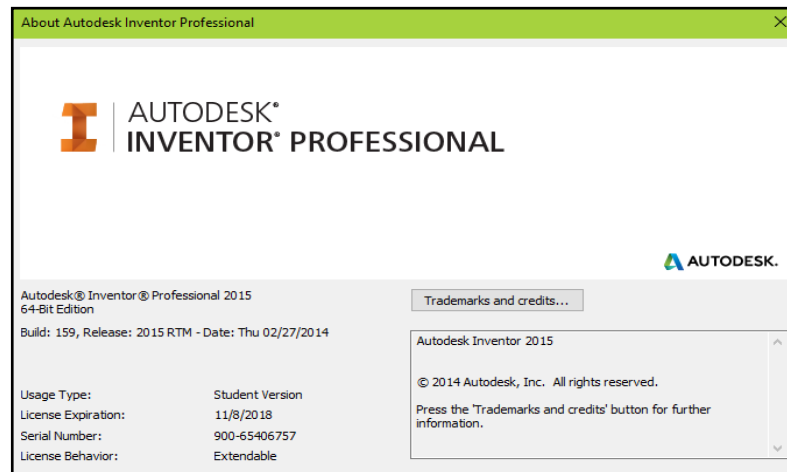 About Autodesk Inventor Professional
AUTODESK®
INVENTOR® PROFESSIONAL
AUTODESK.
Autodesk® Inventor® Professional 2015
64-Bit Edition
Build: 159, Release: 2015 RTM - Date: Thu 02/27/2014
Usage Type: Student Version
License Expiration: 11/8/2018
Serial Number: 900-65406757
License Behavior: Extendable
Trademarks and credits...
Autodesk Inventor 2015
© 2014 Autodesk, Inc. All rights reserved.
Press the 'Trademarks and credits' button for further
information.